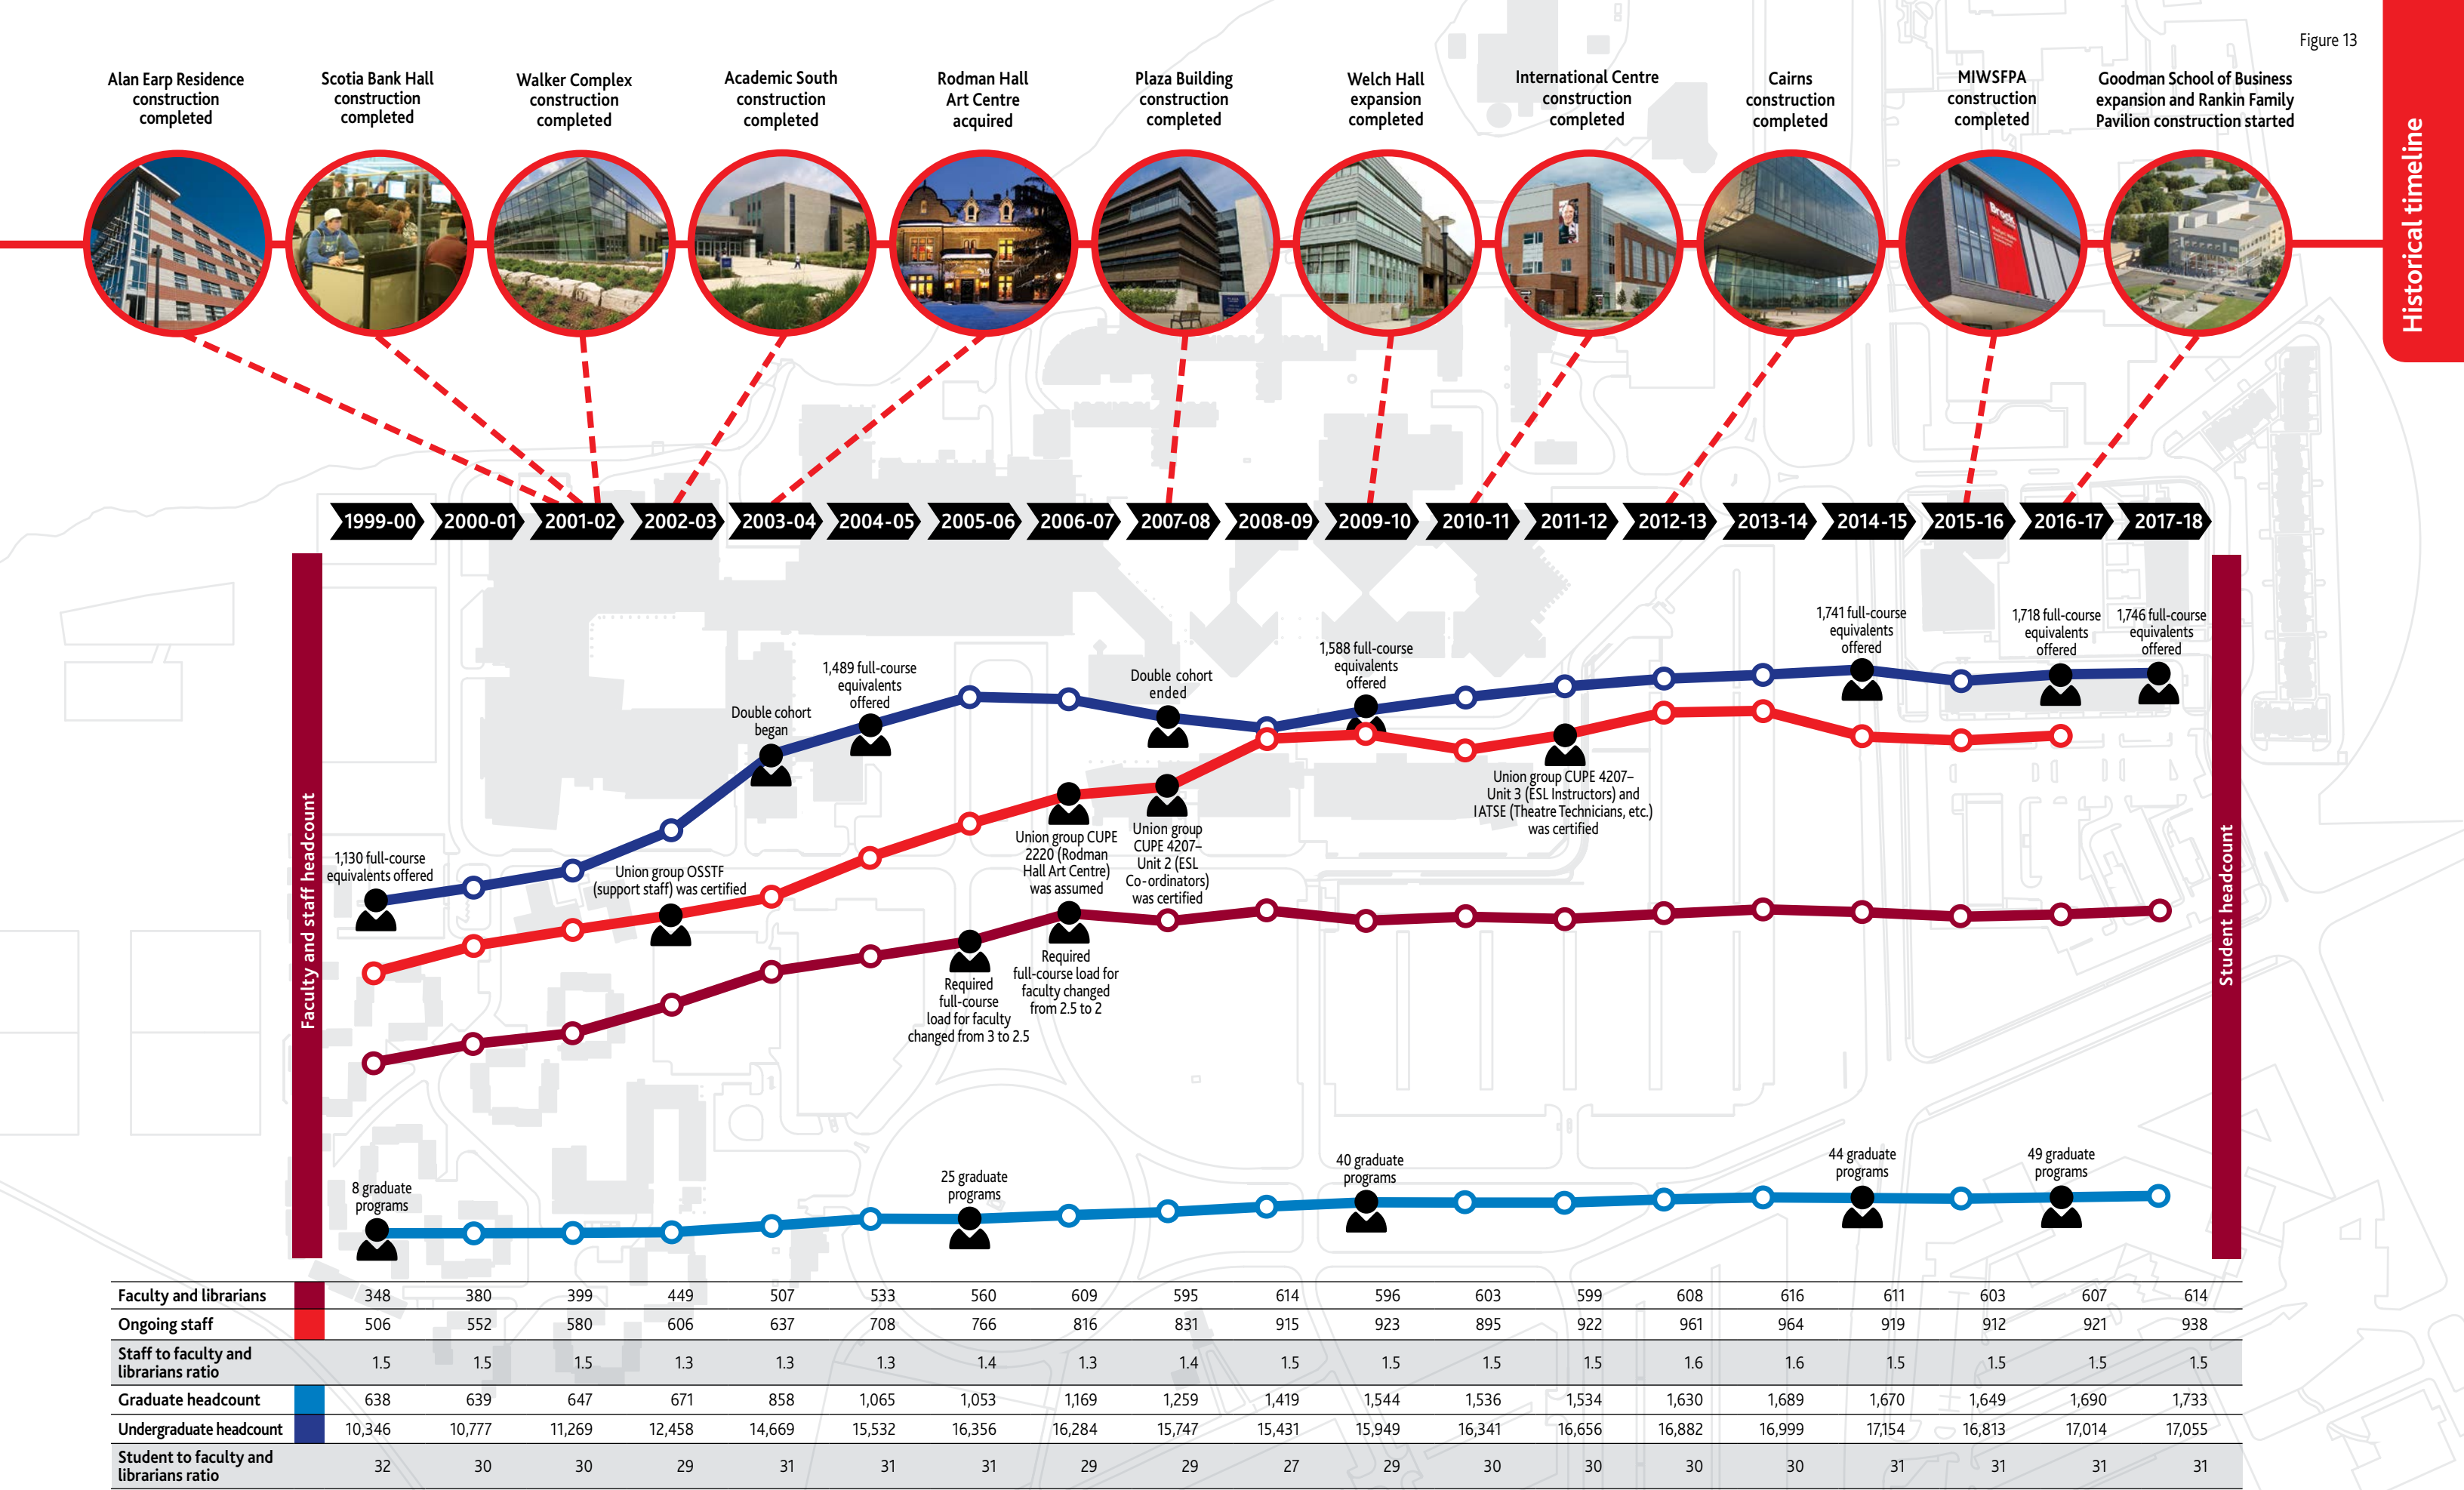 Figure 13
Historical timeline
Alan Earp Residence
construction
completed
Scotia Bank Hall
construction
completed
Walker Complex
construction
completed
Academic South
construction
completed
Rodman Hall
Art Centre
acquired
Plaza Building
construction
completed
Welch Hall
expansion
completed
International Centre
construction
completed
Cairns
construction
completed
MIWSFPA
construction
completed
Goodman School of Business
expansion and Rankin Family
Pavilion construction started
Brock
1999-00 2000-01 2001-02 2002-03 2003-04 2004-05 2005-06 2006-07 2007-08 2008-09 2009-10 2010-11 2011-12 2012-13 2013-14 2014-15 2015-16 2016-17 2017-18
Faculty and staff headcount
Student headcount
1,130 full-course
equivalents offered
Double cohort
began
1,489 full-course
equivalents
offered
Double cohort
ended
1,588 full-course
equivalents
offered
1,741 full-course
equivalents
offered
1,718 full-course
equivalents
offered
1,746 full-course
equivalents
offered
Union group OSSTF
(support staff) was certified
Union group CUPE
2220 (Rodman
Hall Art Centre)
was assumed
Union group
CUPE 4207–
Unit 2 (ESL
Co-ordinators)
was certified
Union group CUPE 4207–
Unit 3 (ESL Instructors) and
IATSE (Theatre Technicians, etc.)
was certified
Required
full-course
load for faculty
changed from 3 to 2.5
Required
full-course load for
faculty changed
from 2.5 to 2
8 graduate
programs
25 graduate
programs
40 graduate
programs
44 graduate
programs
49 graduate
programs
Faculty and librarians 348 380 399 449 507 533 560 609 595 614 596 603 599 608 616 611 603 607 614
Ongoing staff 506 552 580 606 637 708 766 816 831 915 923 895 922 961 964 919 912 921 938
Staff to faculty and
librarians ratio 1.5 1.5 1.5 1.3 1.3 1.3 1.4 1.3 1.4 1.5 1.5 1.5 1.5 1.6 1.6 1.5 1.5 1.5 1.5
Graduate headcount 638 639 647 671 858 1,065 1,053 1,169 1,259 1,419 1,544 1,536 1,534 1,630 1,689 1,670 1,649 1,690 1,733
Undergraduate headcount 10,346 10,777 11,269 12,458 14,669 15,532 16,356 16,284 15,747 15,431 15,949 16,341 16,656 16,882 16,999 17,154 16,813 17,014 17,055
Student to faculty and
librarians ratio 32 30 30 29 31 31 31 29 29 27 29 30 30 30 30 31 31 31 31